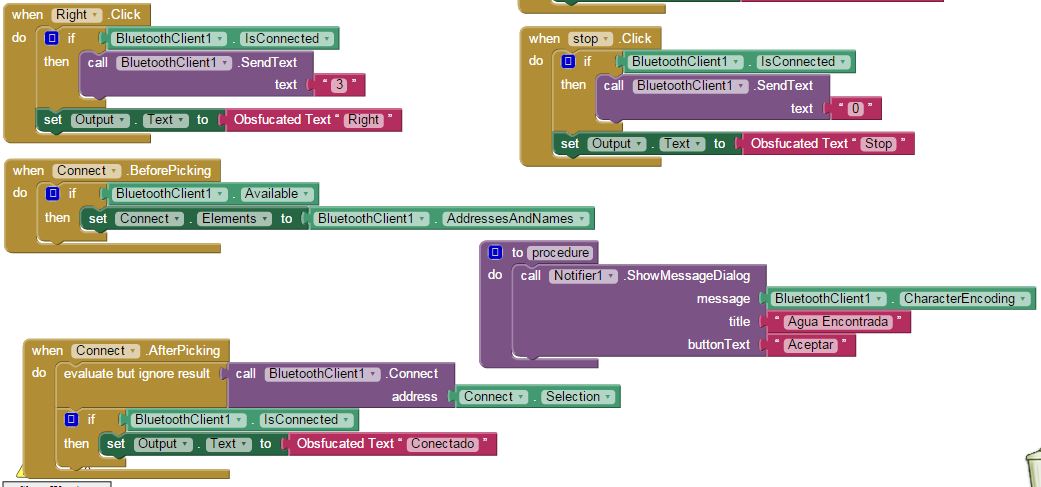 when Right .Click
do if BluetoothClient1 . IsConnected
then call BluetoothClient1 .SendText
text " 3 "
set Output . Text to Obsfucated Text " Right "
when stop .Click
do if BluetoothClient1 . IsConnected
then call BluetoothClient1 .SendText
text " 0 "
set Output . Text to Obsfucated Text " Stop "
when Connect .BeforePicking
do if BluetoothClient1 . Available
then set Connect . Elements to BluetoothClient1 . AddressesAndNames
to procedure
do call Notifier1 .ShowMessageDialog
message BluetoothClient1 . CharacterEncoding
title " Agua Encontrada "
buttonText " Aceptar "
when Connect .AfterPicking
do evaluate but ignore result call BluetoothClient1 .Connect
address Connect . Selection
if BluetoothClient1 . IsConnected
then set Output . Text to Obsfucated Text " Conectado "